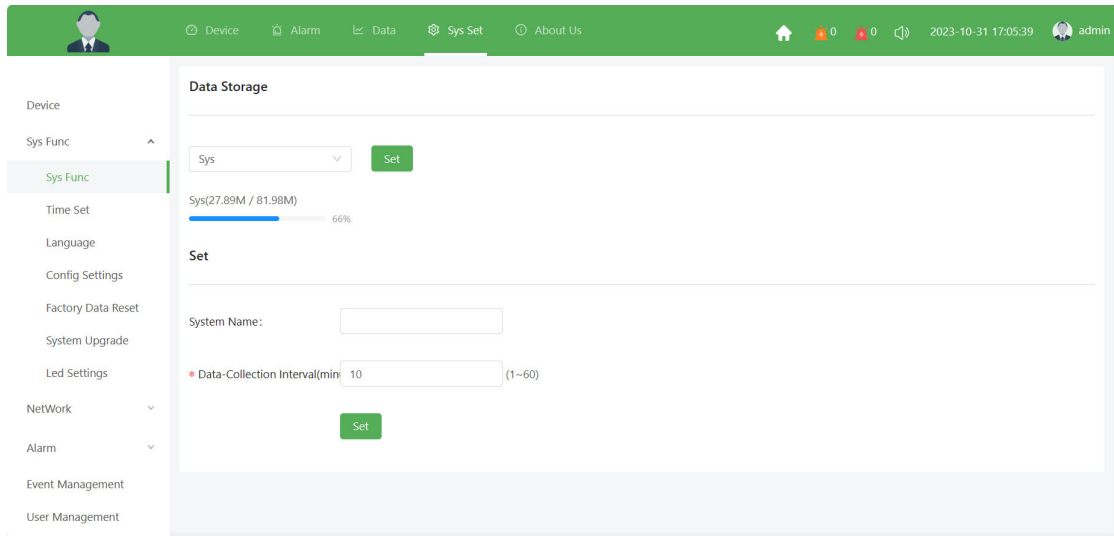 Device Alarm Data Sys Set About Us 0 0 2023-10-31 17:05:39 admin
Device
Sys Func
Sys Func
Time Set
Language
Config Settings
Factory Data Reset
System Upgrade
Led Settings
NetWork
Alarm
Event Management
User Management
Data Storage
Sys Set
Sys(27.89M / 81.98M)
66%
Set
System Name:
* Data-Collection Interval(min 10 (1~60)
Set